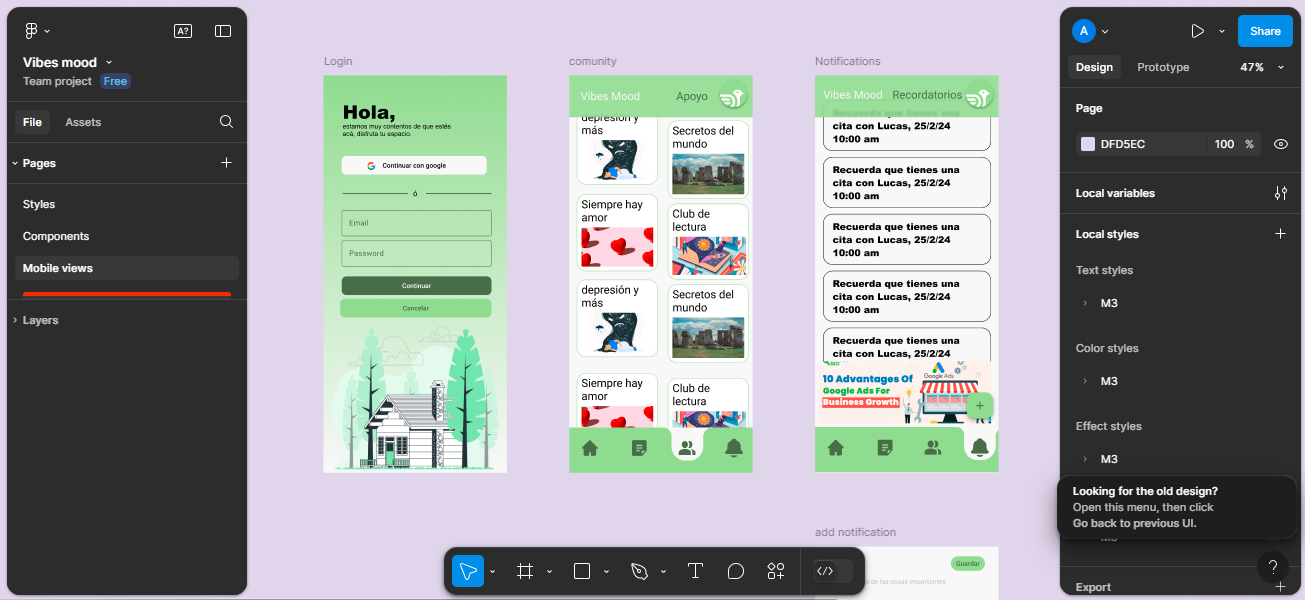 A?
Vibes mood
Team project Free
File Assets
Pages
Styles
Components
Mobile views
Layers
Login
Hola,
estamos muy contentos de que estés
acá, disfruta tu espacio.
Continuar con google
ó
Email
Password
Continuar
Cancelar
comunity
Vibes Mood Apoyo
depresión y
más
Secretos del
mundo
Siempre hay
amor
Club de
lectura
depresión y
más
Secretos del
mundo
Siempre hay
amor
Club de
lectura
Notifications
Vibes Mood Recordatorios
Recuerda que tienes una
cita con Lucas, 25/2/24
10:00 am
Recuerda que tienes una
cita con Lucas, 25/2/24
10:00 am
Recuerda que tienes una
cita con Lucas, 25/2/24
10:00 am
Recuerda que tienes una
cita con Lucas, 25/2/24
10:00 am
Recuerda que tienes una
cita con Lucas, 25/2/24
Google Ads
10 Advantages Of
Google Ads For
Business Growth
+
add notification
Guardar
de las cosas importantes
A
Share
Design Prototype 47%
Page
DFD5EC 100 %
Local variables
Local styles
Text styles
M3
Color styles
M3
Effect styles
M3
Looking for the old design?
Open this menu, then click
Go back to previous UI.
Export
?